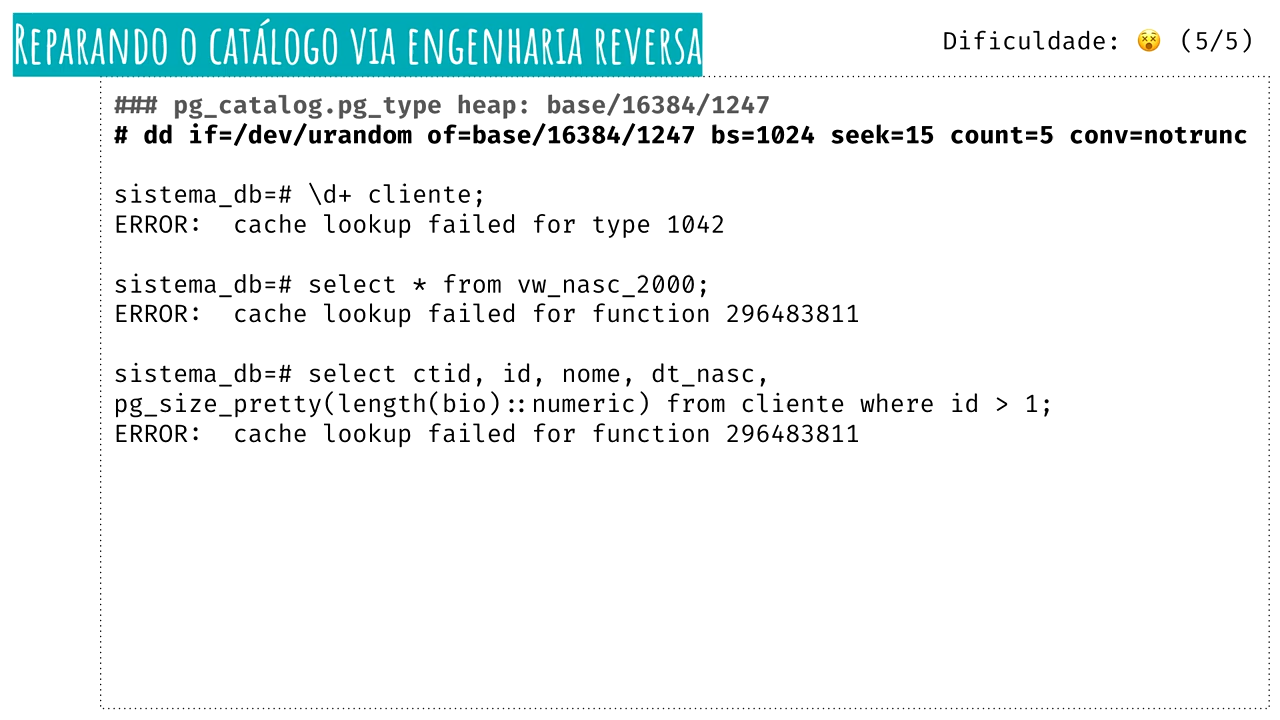 REPARANDO O CATÁLOGO VIA ENGENHARIA REVERSA
Dificuldade: 😵 (5/5)
### pg_catalog.pg_type heap: base/16384/1247
# dd if=/dev/urandom of=base/16384/1247 bs=1024 seek=15 count=5 conv=notrunc
sistema_db=# \d+ cliente;
ERROR:  cache lookup failed for type 1042
sistema_db=# select * from vw_nasc_2000;
ERROR:  cache lookup failed for function 296483811
sistema_db=# select ctid, id, nome, dt_nasc,
pg_size_pretty(length(bio)::numeric) from cliente where id > 1;
ERROR:  cache lookup failed for function 296483811